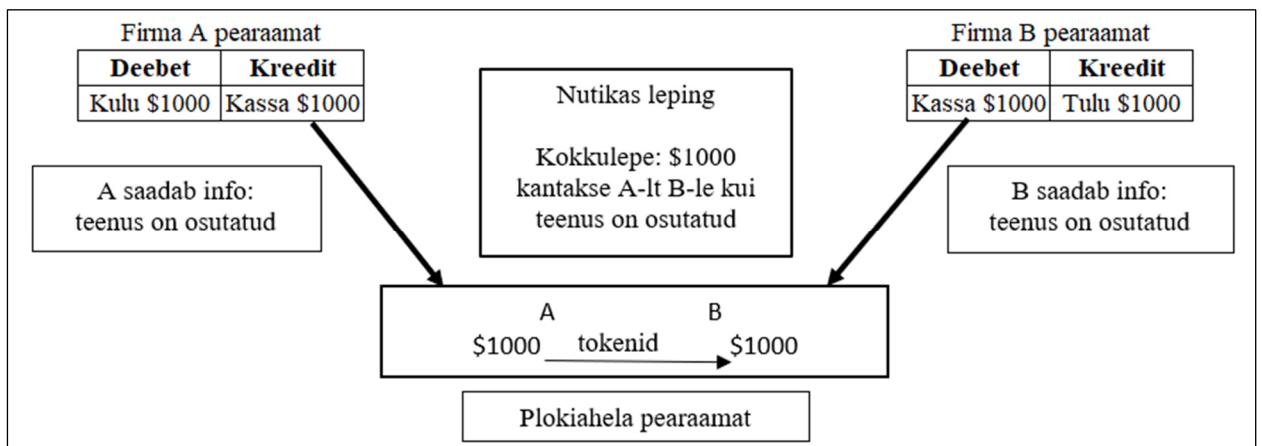 Firma A pearaamat
Deebet Kreedit
Kulu $1000 Kassa $1000
A saadab info:
teenus on osutatud
Nutikas leping
Kokkulepe: $1000
kantakse A-lt B-le kui
teenus on osutatud
Firma B pearaamat
Deebet Kreedit
Kassa $1000 Tulu $1000
B saadab info:
teenus on osutatud
A B
$1000 tokenid $1000
Plokiahela pearaamat